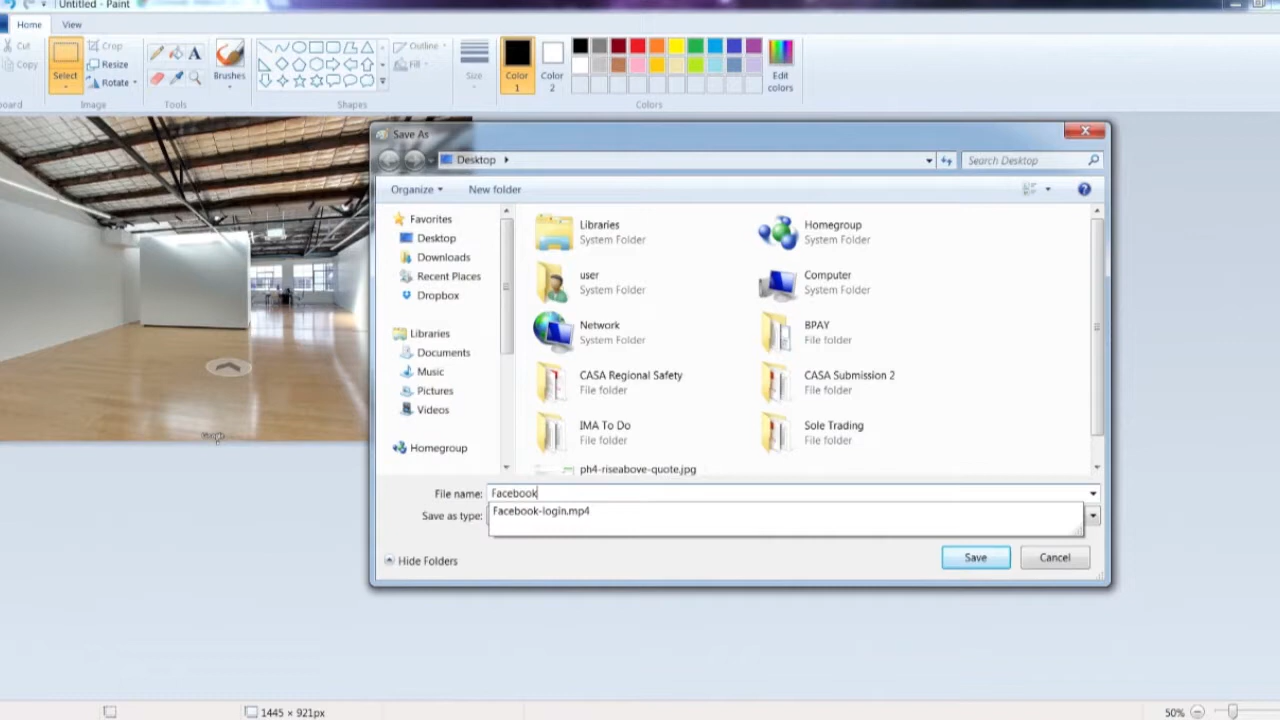 Untitled - Paint
Home View
Cut
Copy
Select
Crop
Resize
Rotate
Brushes
Outline
Fill
Size
Color 1
Color 2
Edit colors
Image
Tools
Shapes
Colors
Save As
Desktop
Search Desktop
Organize
New folder
Favorites
Desktop
Downloads
Recent Places
Dropbox
Libraries
Documents
Music
Pictures
Videos
Homegroup
Libraries
System Folder
Homegroup
System Folder
user
System Folder
Computer
System Folder
Network
System Folder
BPAY
File folder
CASA Regional Safety
File folder
CASA Submission 2
File folder
IMA To Do
File folder
Sole Trading
File folder
ph4-riseabove-quote.jpg
File name: Facebook
Facebook-login.mp4
Save as type:
Hide Folders
Save
Cancel
Google
1445 × 921px
50%